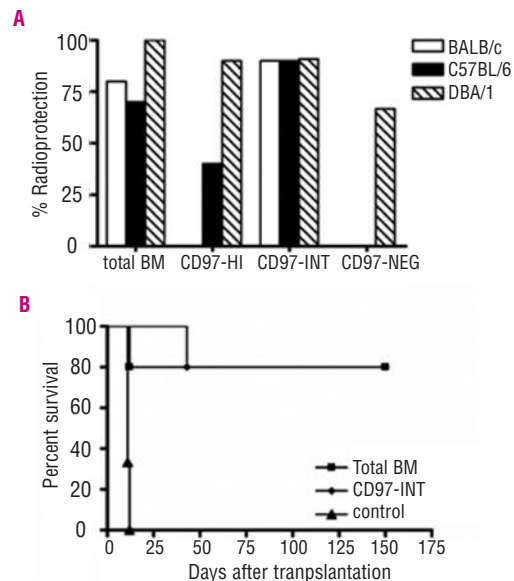 A
% Radioprotection
100
75
50
25
0
total BM CD97-HI CD97-INT CD97-NEG
BALB/c
C57BL/6
DBA/1
B
Percent survival
100
80
60
40
20
0
0 25 50 75 100 125 150 175
Days after tranpslantation
Total BM
CD97-INT
control